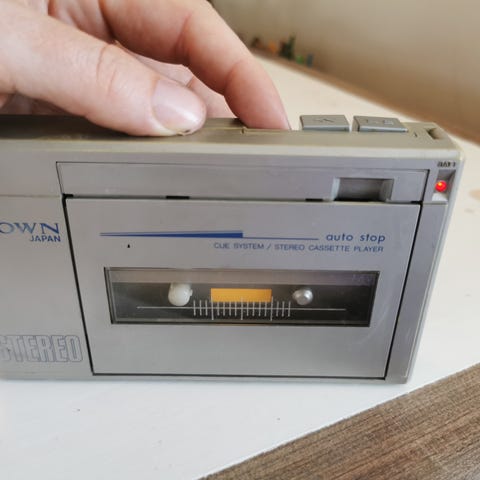 BATT
OWN
JAPAN
auto stop
CUE SYSTEM / STEREO CASSETTE PLAYER
STEREO